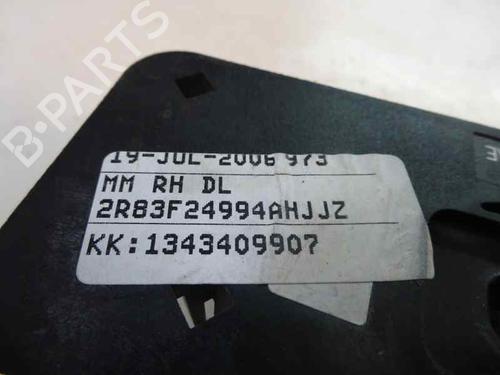 B-PARTS
19-JUL-2006 973
MM RH DL
2R83F24994AHJJZ
KK:1343409907